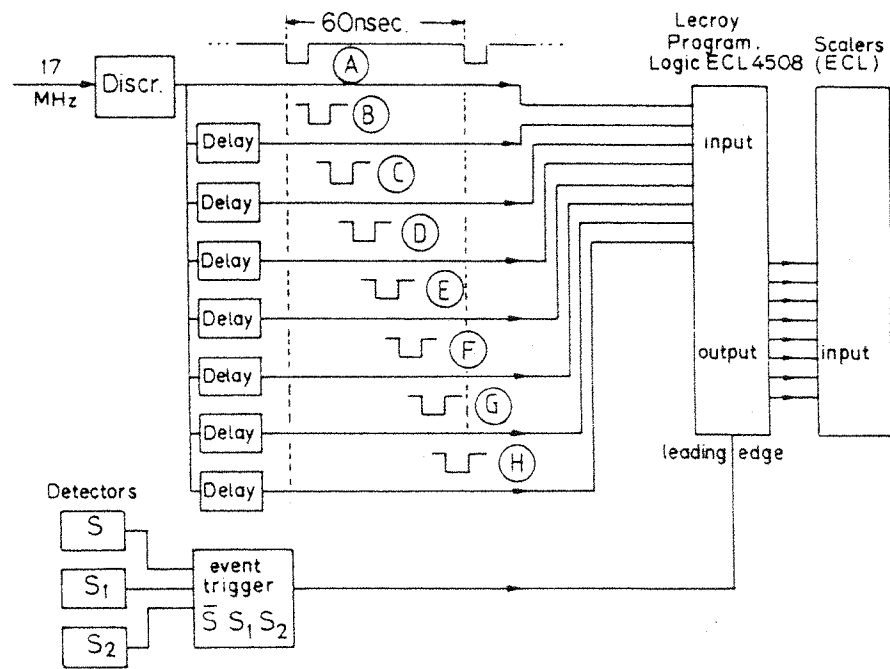 60nsec.
17
MHz
Discr.
A
B
Delay
C
Delay
D
Delay
E
Delay
F
Delay
G
Delay
H
Delay
Lecroy
Program.
Logic ECL 4508
Scalers
(ECL)
input
output
input
leading edge
Detectors
S
S1
S2
event
trigger
S̅ S1 S2